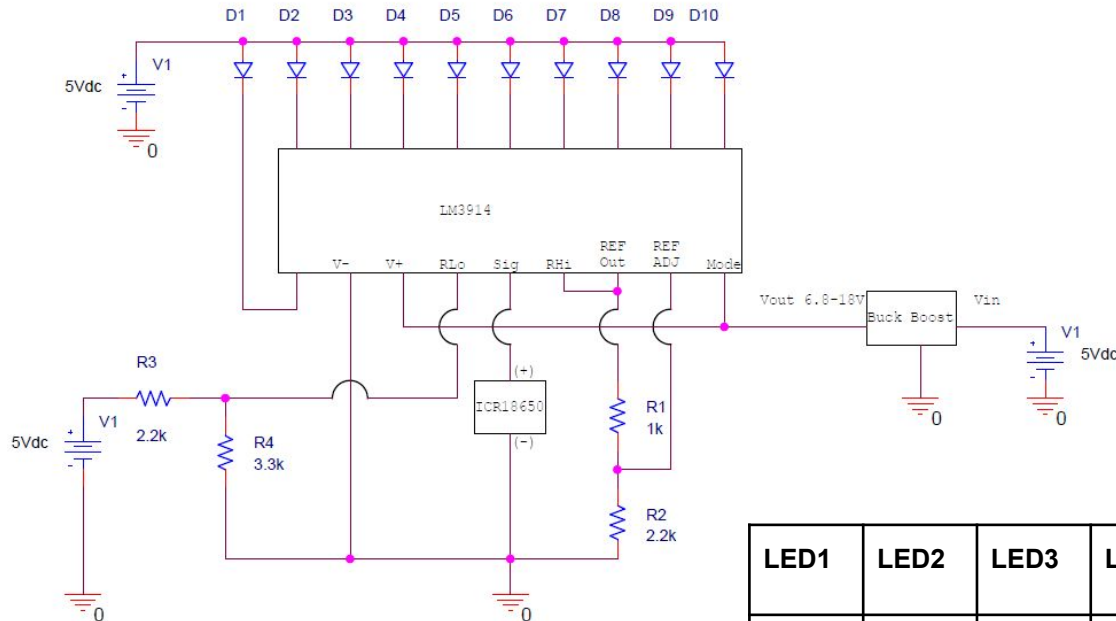 D1 D2 D3 D4 D5 D6 D7 D8 D9 D10
V1
5Vdc
0
LM3914
REF REF
V- V+ RLo Sig RHi Out ADJ Mode
Vout 6.8-18V Buck Boost Vin
V1
5Vdc
0
0
R3
2.2k
V1
5Vdc
R4
3.3k
(+)
ICR18650
(-)
R1
1k
R2
2.2k
0
0
LED1 LED2 LED3 L